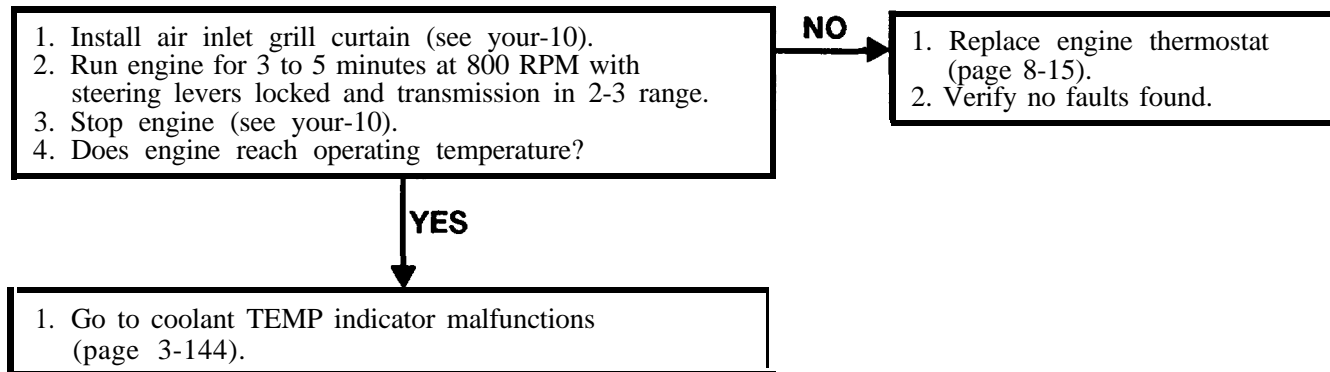 1. Install air inlet grill curtain (see your-10).
2. Run engine for 3 to 5 minutes at 800 RPM with
steering levers locked and transmission in 2-3 range.
3. Stop engine (see your-10).
4. Does engine reach operating temperature?
NO
1. Replace engine thermostat
(page 8-15).
2. Verify no faults found.
YES
1. Go to coolant TEMP indicator malfunctions
(page 3-144).